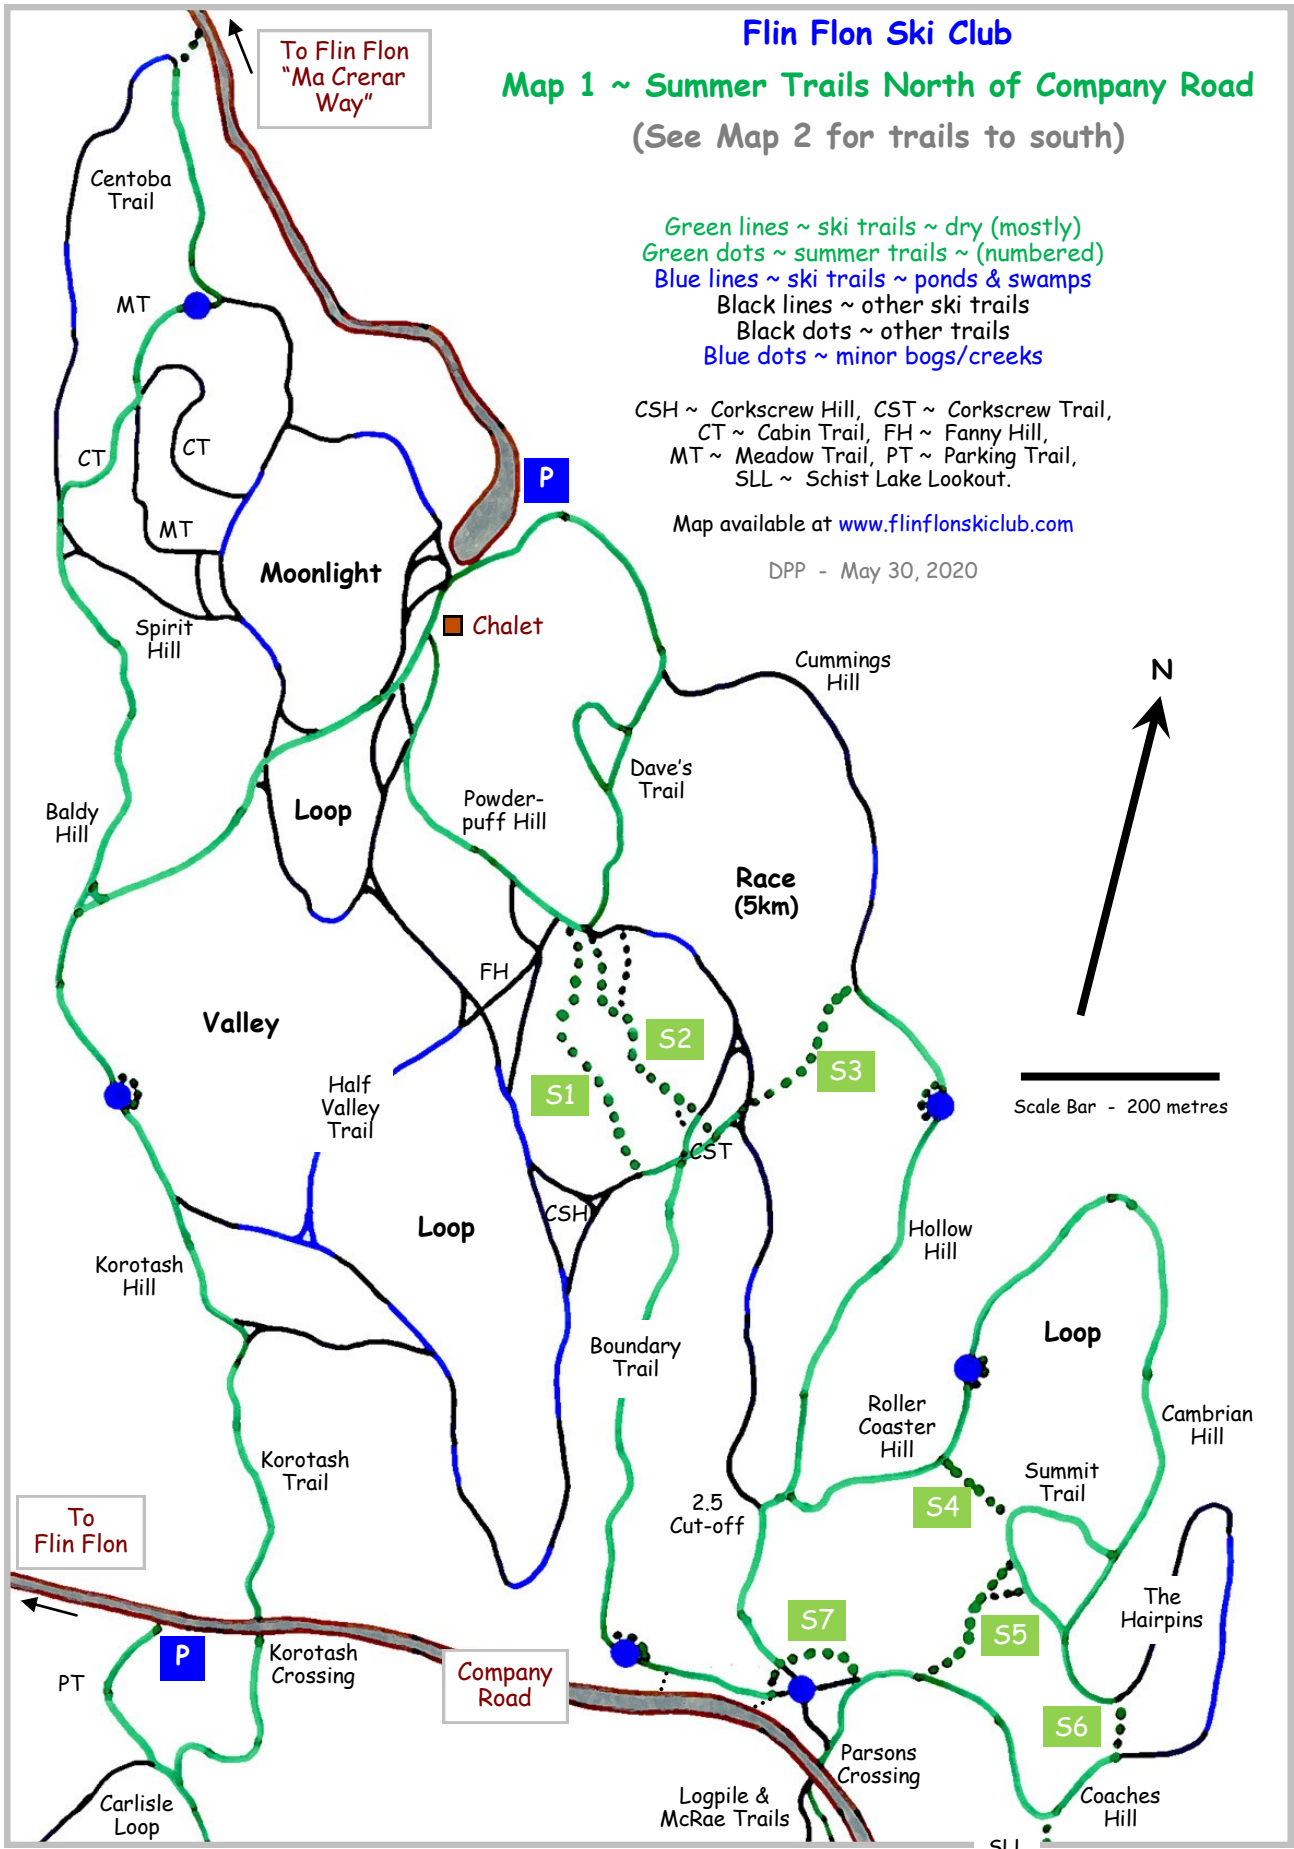 Flin Flon Ski Club
Map 1 ~ Summer Trails North of Company Road
(See Map 2 for trails to south)
To Flin Flon
“Ma Crerar
Way”
Green lines ~ ski trails ~ dry (mostly)
Green dots ~ summer trails ~ (numbered)
Blue lines ~ ski trails ~ ponds & swamps
Black lines ~ other ski trails
Black dots ~ other trails
Blue dots ~ minor bogs/creeks
CSH ~ Corkscrew Hill, CST ~ Corkscrew Trail,
CT ~ Cabin Trail, FH ~ Fanny Hill,
MT ~ Meadow Trail, PT ~ Parking Trail,
SLL ~ Schist Lake Lookout.
Map available at www.flinflonskiclub.com
DPP - May 30, 2020
Centoba
Trail
MT
CT
CT
MT
P
Moonlight
Spirit
Hill
Chalet
Cummings
Hill
N
Dave's
Trail
Baldy
Hill
Loop
Powder-
puff Hill
Race
(5km)
FH
Valley
S2
S3
S1
Half
Valley
Trail
Scale Bar - 200 metres
CST
CSH
Loop
Hollow
Hill
Korotash
Hill
Loop
Boundary
Trail
Roller
Coaster
Hill
Cambrian
Hill
Korotash
Trail
Summit
Trail
2.5
Cut-off
S4
To
Flin Flon
The
Hairpins
S7
S5
P
Korotash
Crossing
PT
Company
Road
S6
Parsons
Crossing
Logpile &
McRae Trails
Coaches
Hill
Carlisle
Loop
SLL